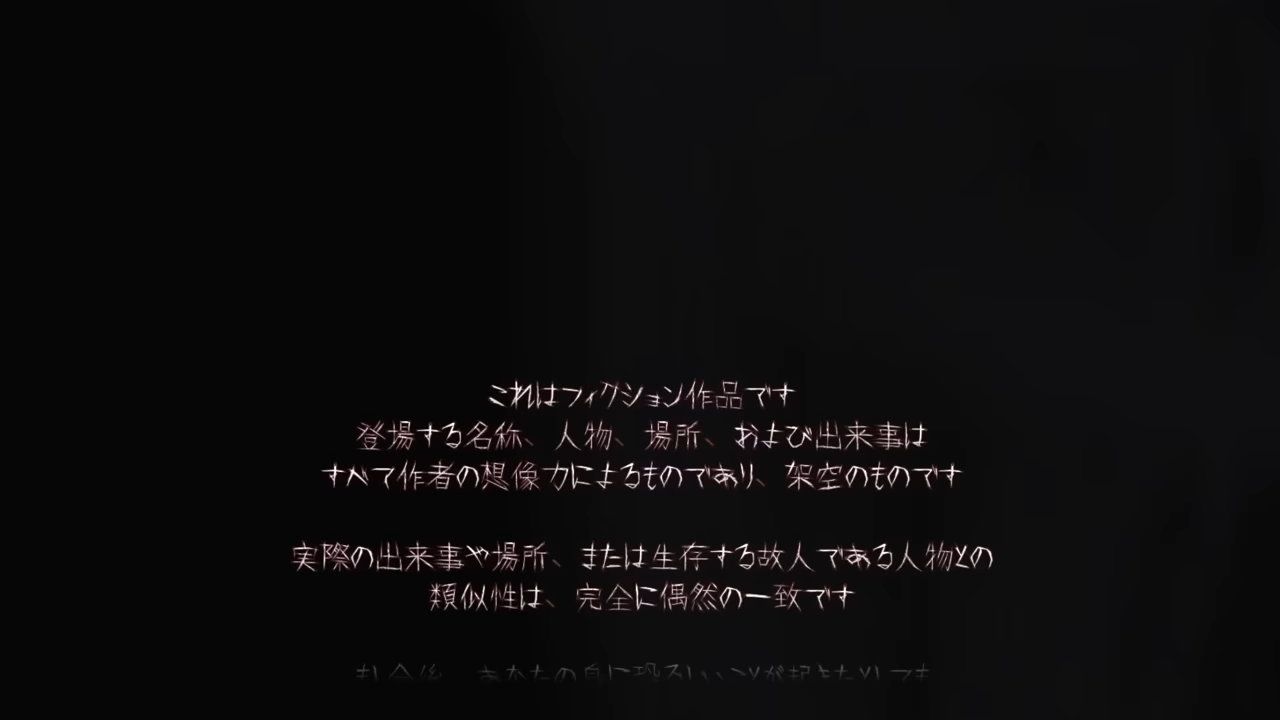 これはフィクション作品です
登場する名称、人物、場所、および出来事は
すべて作者の想像力によるものであり、架空のものです
実際の出来事や場所、または生存する故人である人物との
類似性は、完全に偶然の一致です